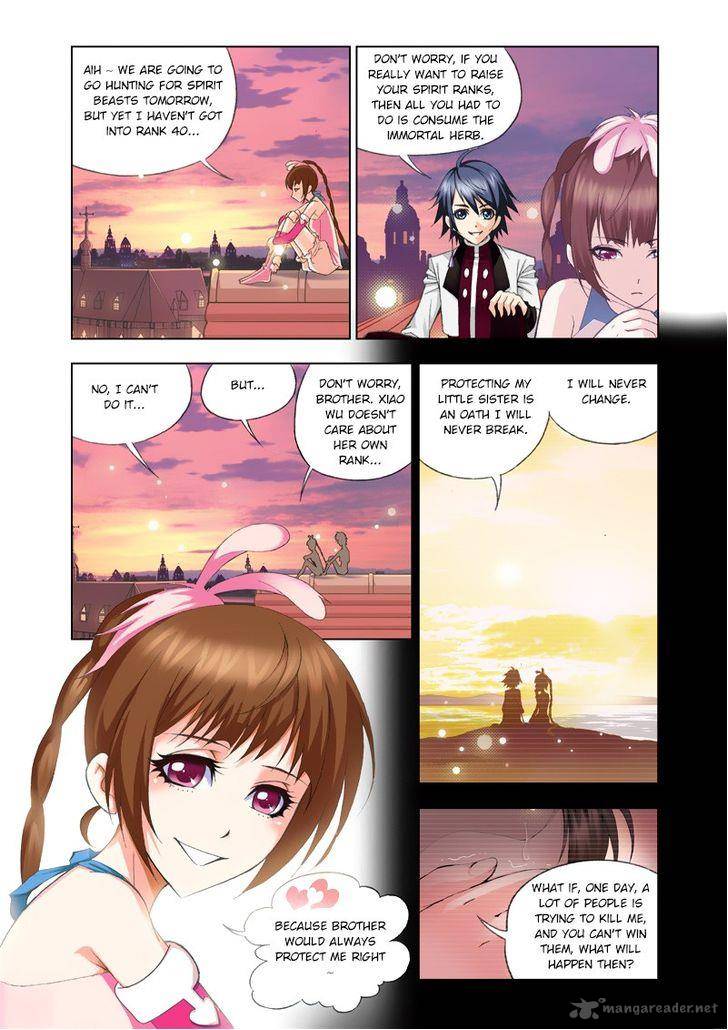 AIH ~ WE ARE GOING TO
GO HUNTING FOR SPIRIT
BEASTS TOMORROW,
BUT YET I HAVEN'T GOT
INTO RANK 40...
DON'T WORRY, IF YOU
REALLY WANT TO RAISE
YOUR SPIRIT RANKS,
THEN ALL YOU HAD TO
DO IS CONSUME THE
IMMORTAL HERB.
NO, I CAN'T
DO IT...
BUT...
DON'T WORRY,
BROTHER. XIAO
WU DOESN'T
CARE ABOUT
HER OWN
RANK...
PROTECTING MY
LITTLE SISTER IS
AN OATH I WILL
NEVER BREAK.
I WILL NEVER
CHANGE.
BECAUSE BROTHER
WOULD ALWAYS
PROTECT ME RIGHT
~
WHAT IF, ONE DAY, A
LOT OF PEOPLE IS
TRYING TO KILL ME,
AND YOU CAN'T WIN
THEM, WHAT WILL
HAPPEN THEN?
mangareader.net